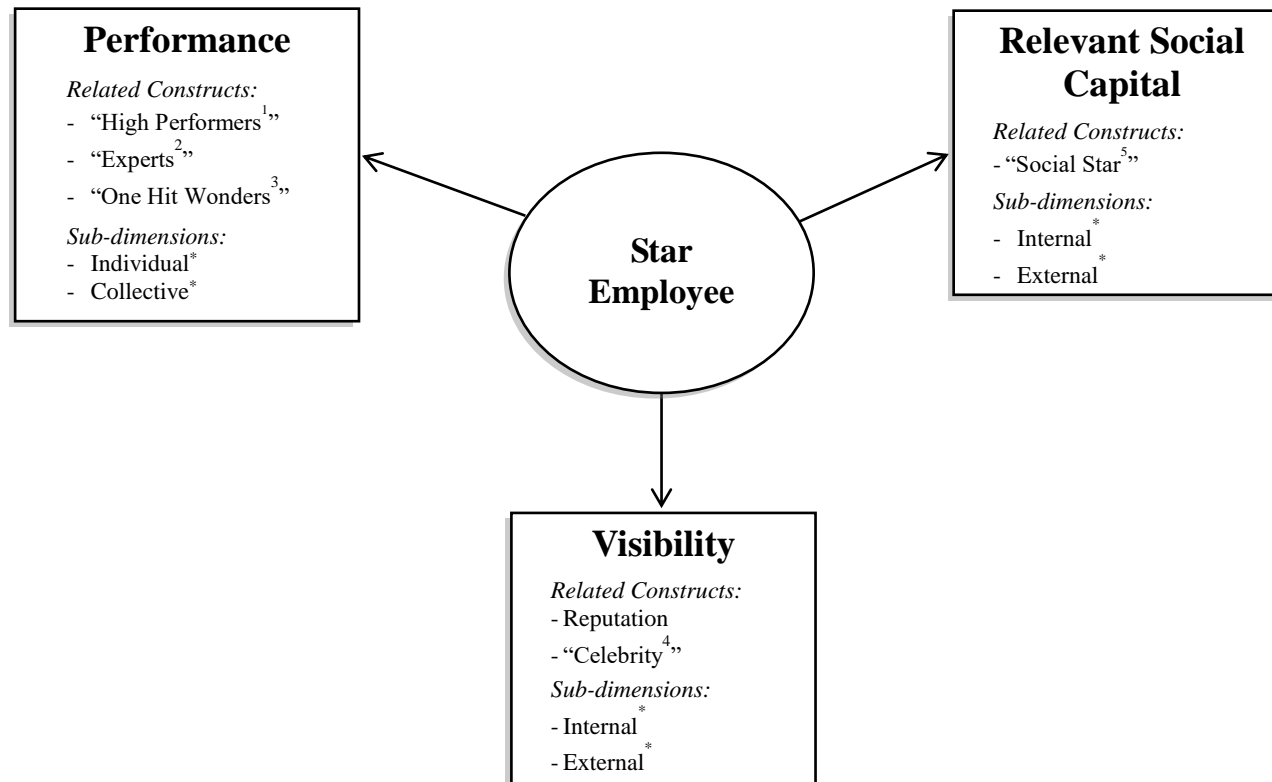 Performance
Related Constructs:
- “High Performers¹”
- “Experts²”
- “One Hit Wonders³”
Sub-dimensions:
- Individual*
- Collective*
Relevant Social
Capital
Related Constructs:
- “Social Star⁵”
Sub-dimensions:
- Internal*
- External*
Star
Employee
Visibility
Related Constructs:
- Reputation
- “Celebrity⁴”
Sub-dimensions:
- Internal*
- External*